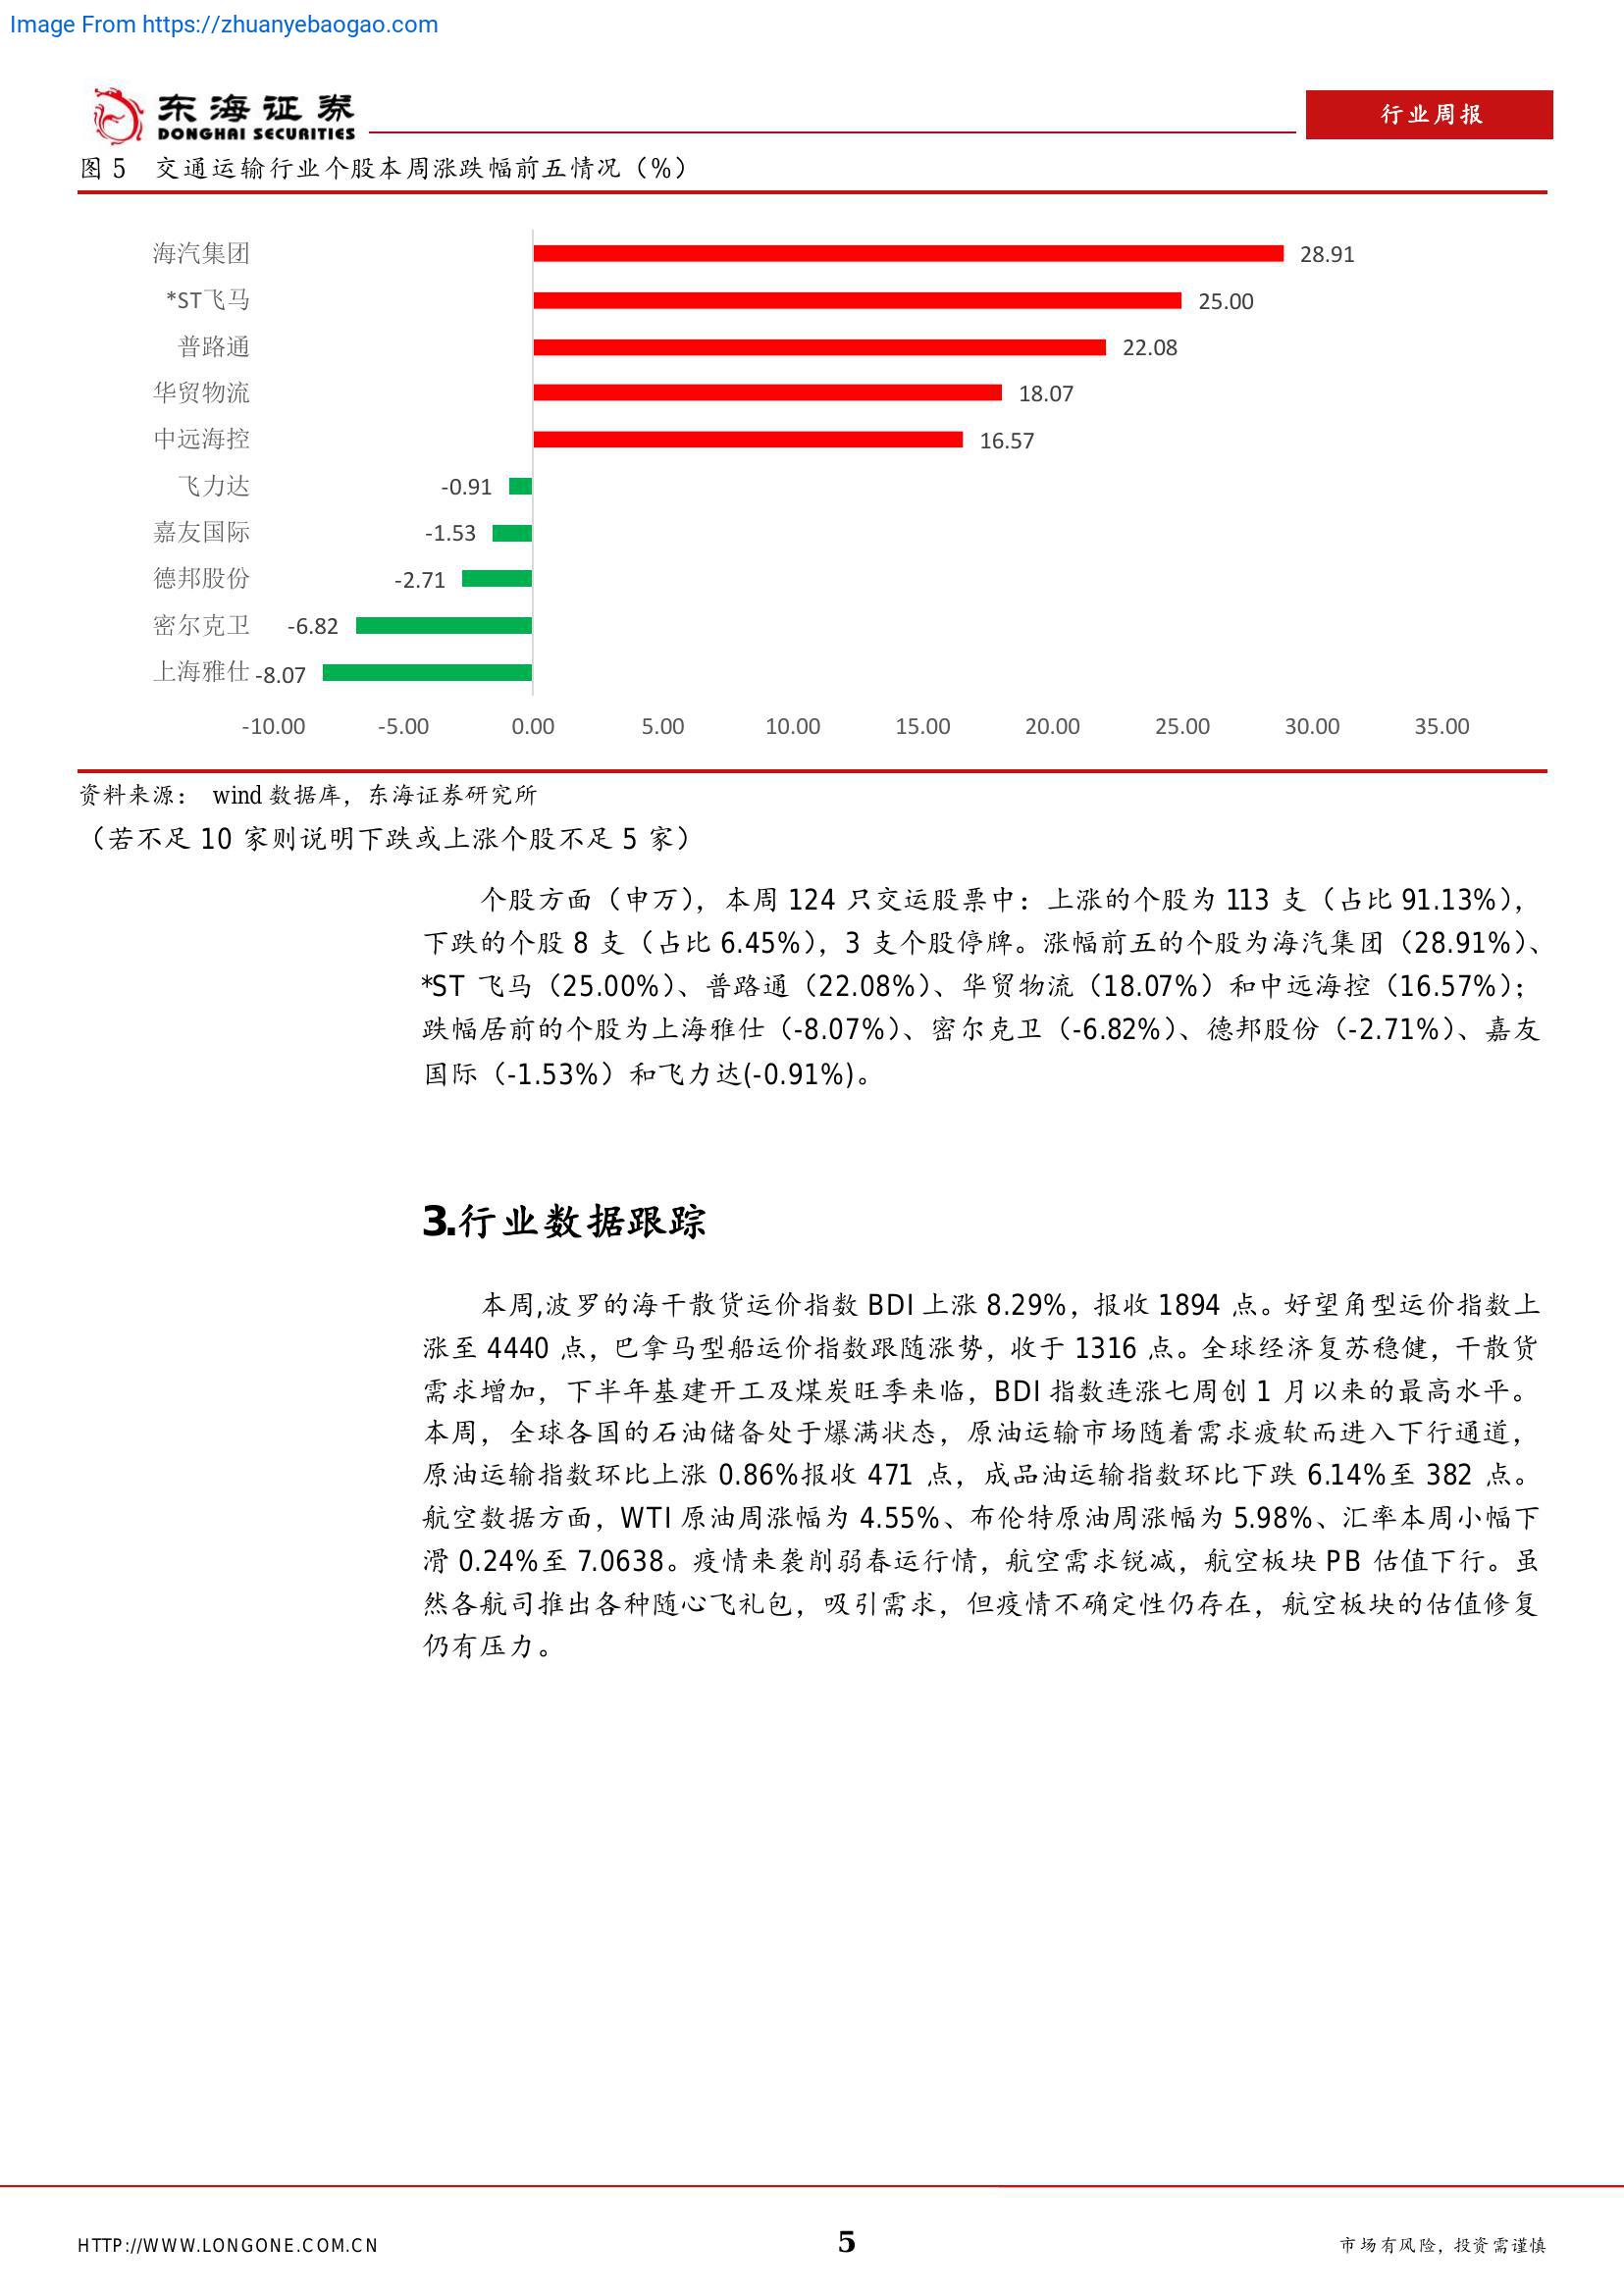 Image From https://zhuanyebaogao.com
东海证券
DONGHAI SECURITIES
行业周报
图 5 交通运输行业个股本周涨跌幅前五情况（%）
海汽集团 28.91
*ST飞马 25.00
普路通 22.08
华贸物流 18.07
中远海控 16.57
飞力达 -0.91
嘉友国际 -1.53
德邦股份 -2.71
密尔克卫 -6.82
上海雅仕 -8.07
-10.00 -5.00 0.00 5.00 10.00 15.00 20.00 25.00 30.00 35.00
资料来源： wind 数据库，东海证券研究所
（若不足 10 家则说明下跌或上涨个股不足 5 家）
个股方面（申万），本周 124 只交运股票中：上涨的个股为 113 支（占比 91.13%），
下跌的个股 8 支（占比 6.45%），3 支个股停牌。涨幅前五的个股为海汽集团（28.91%）、
*ST 飞马（25.00%）、普路通（22.08%）、华贸物流（18.07%）和中远海控（16.57%）；
跌幅居前的个股为上海雅仕（-8.07%）、密尔克卫（-6.82%）、德邦股份（-2.71%）、嘉友
国际（-1.53%）和飞力达(-0.91%)。
3.行业数据跟踪
本周,波罗的海干散货运价指数 BDI 上涨 8.29%，报收 1894 点。好望角型运价指数上
涨至 4440 点，巴拿马型船运价指数跟随涨势，收于 1316 点。全球经济复苏稳健，干散货
需求增加，下半年基建开工及煤炭旺季来临，BDI 指数连涨七周创 1 月以来的最高水平。
本周，全球各国的石油储备处于爆满状态，原油运输市场随着需求疲软而进入下行通道，
原油运输指数环比上涨 0.86%报收 471 点，成品油运输指数环比下跌 6.14%至 382 点。
航空数据方面，WTI 原油周涨幅为 4.55%、布伦特原油周涨幅为 5.98%、汇率本周小幅下
滑 0.24%至 7.0638。疫情来袭削弱春运行情，航空需求锐减，航空板块 PB 估值下行。虽
然各航司推出各种随心飞礼包，吸引需求，但疫情不确定性仍存在，航空板块的估值修复
仍有压力。
HTTP://WWW.LONGONE.COM.CN 5 市场有风险，投资需谨慎